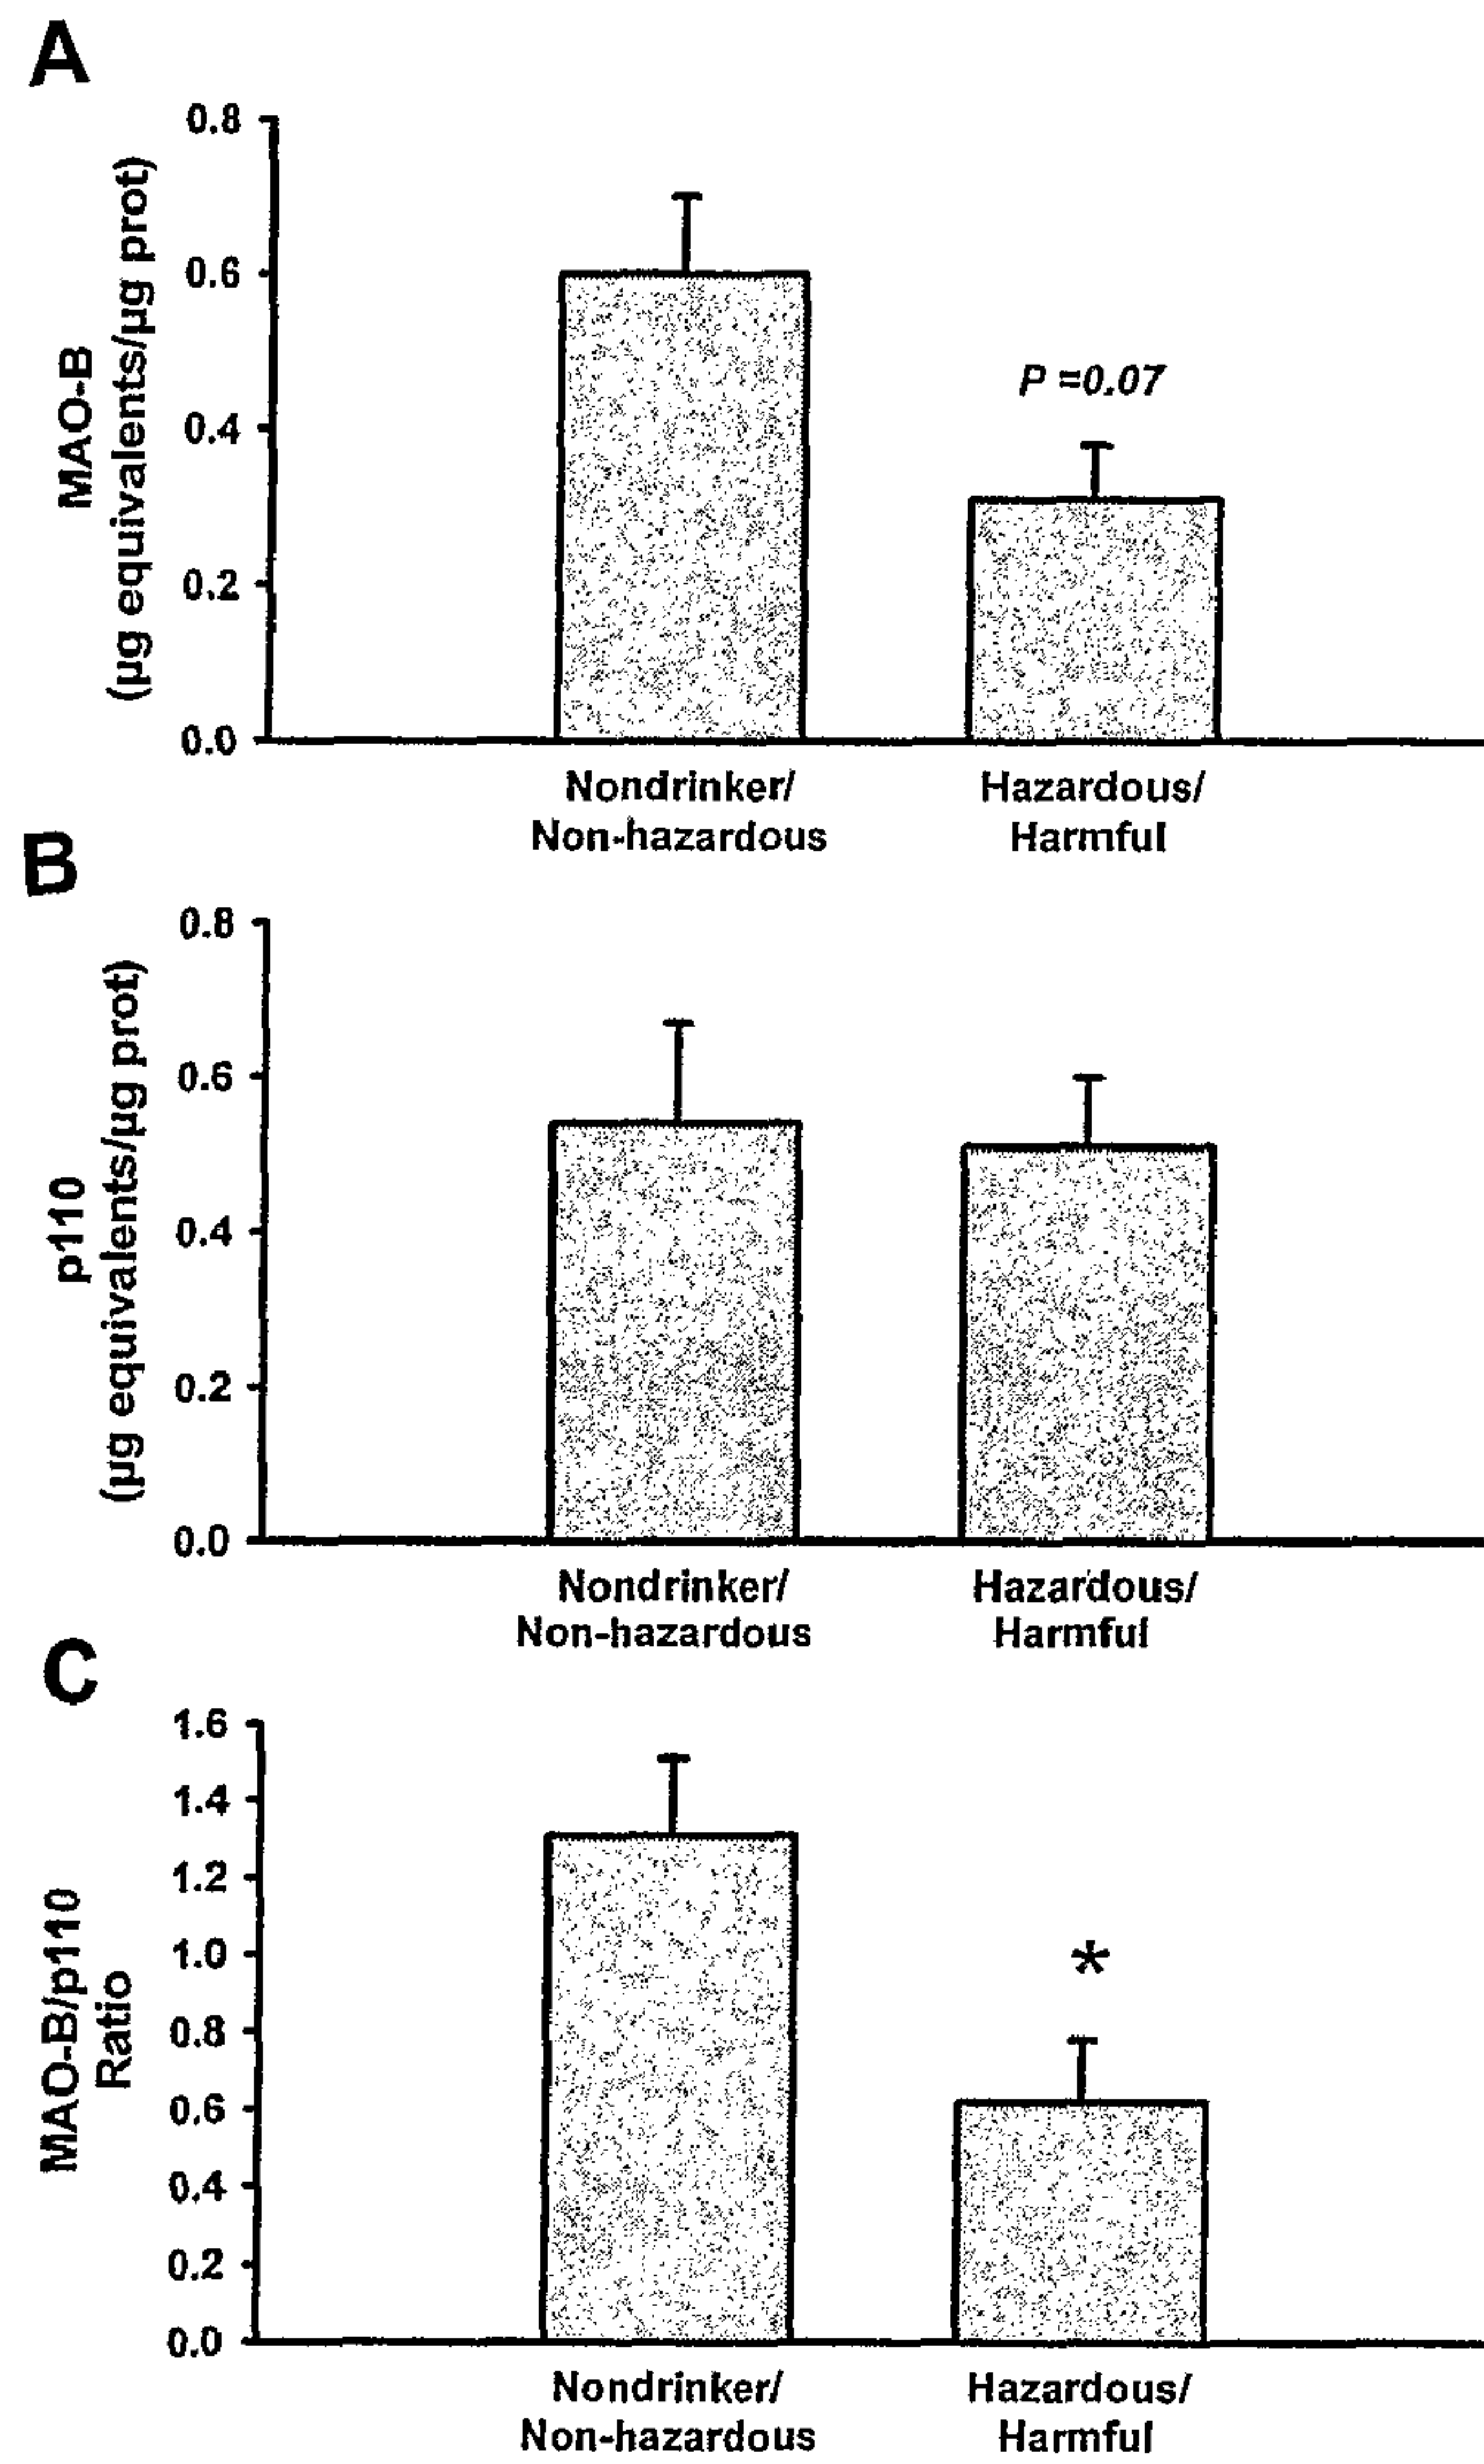 A
0.8
0.6
0.4
0.2
0.0
MAO-B
(µg equivalents/µg prot)
P =0.07
Nondrinker/
Non-hazardous
Hazardous/
Harmful
B
0.8
0.6
0.4
0.2
0.0
p110
(µg equivalents/µg prot)
Nondrinker/
Non-hazardous
Hazardous/
Harmful
C
1.6
1.4
1.2
1.0
0.8
0.6
0.4
0.2
0.0
MAO-B/p110
Ratio
*
Nondrinker/
Non-hazardous
Hazardous/
Harmful